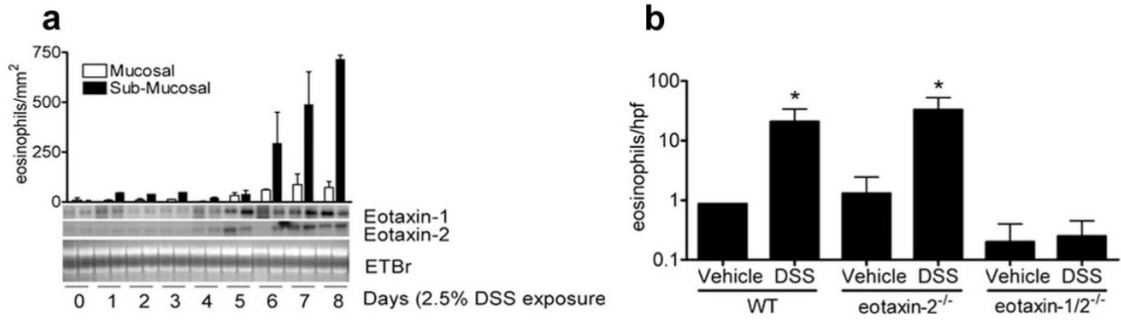 a
750
500
250
0
eosinophils/mm²
Mucosal
Sub-Mucosal
Eotaxin-1
Eotaxin-2
ETBr
0 1 2 3 4 5 6 7 8 Days (2.5% DSS exposure
b
100
10
1
0.1
eosinophils/hpf
* *
Vehicle DSS Vehicle DSS Vehicle DSS
WT eotaxin-2⁻/⁻ eotaxin-1/2⁻/⁻